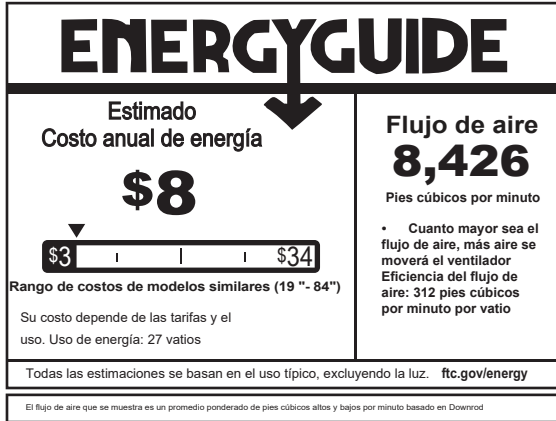 ENERGYGUIDE
Estimado
Costo anual de energía
$8
$3 $34
Rango de costos de modelos similares (19 "- 84")
Su costo depende de las tarifas y el
uso. Uso de energía: 27 vatios
Flujo de aire
8,426
Pies cúbicos por minuto
• Cuanto mayor sea el
flujo de aire, más aire se
moverá el ventilador
Eficiencia del flujo de
aire: 312 pies cúbicos
por minuto por vatio
Todas las estimaciones se basan en el uso típico, excluyendo la luz. ftc.gov/energy
El flujo de aire que se muestra es un promedio ponderado de pies cúbicos altos y bajos por minuto basado en Downrod